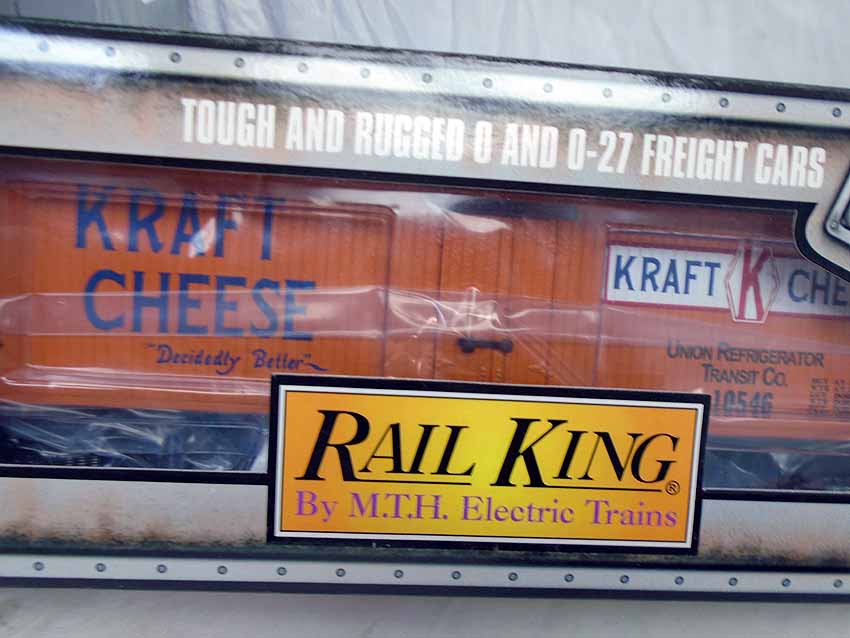 TOUGH AND RUGGED O AND O-27 FREIGHT CARS
KRAFT
CHEESE
"Decidedly Better"
KRAFT K CHE
UNION REFRIGERATOR
TRANSIT CO.
10546
RAIL KING®
By M.T.H. Electric Trains